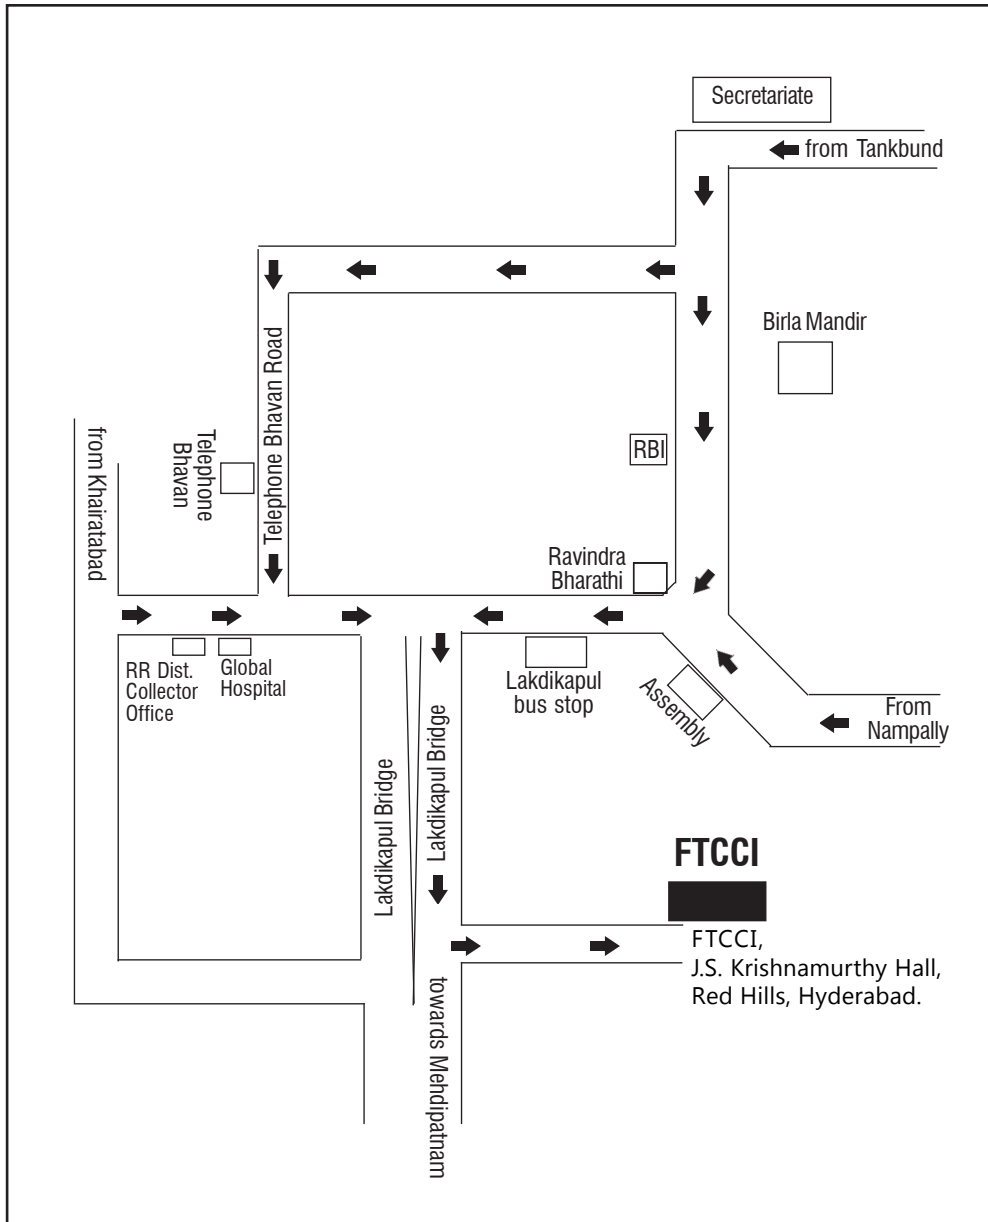 Secretariate
from Tankbund
Birla Mandir
Telephone Bhavan Road
from Khairatabad
Telephone
Bhavan
RBI
Ravindra
Bharathi
RR Dist.
Collector
Office
Global
Hospital
Lakdikapul
bus stop
Assembly
From
Nampally
Lakdikapul Bridge
Lakdikapul Bridge
FTCCI
FTCCI,
J.S. Krishnamurthy Hall,
Red Hills, Hyderabad.
towards Mehdipatnam